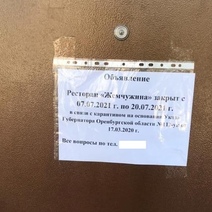 Объявление
Ресторан «Жемчужина» закрыт с
07.07.2021 г. по 20.07.2021 г.
в связи с карантином на основании Указа
Губернатора Оренбургской области
17.03.2020 г.
Все вопросы по тел.